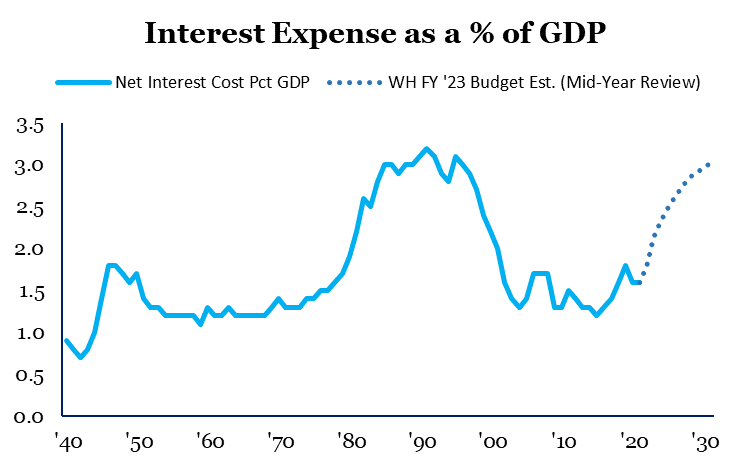 Interest Expense as a % of GDP
Net Interest Cost Pct GDP WH FY '23 Budget Est. (Mid-Year Review)
3.5
3.0
2.5
2.0
1.5
1.0
0.5
0.0
'40 '50 '60 '70 '80 '90 '00 '10 '20 '30